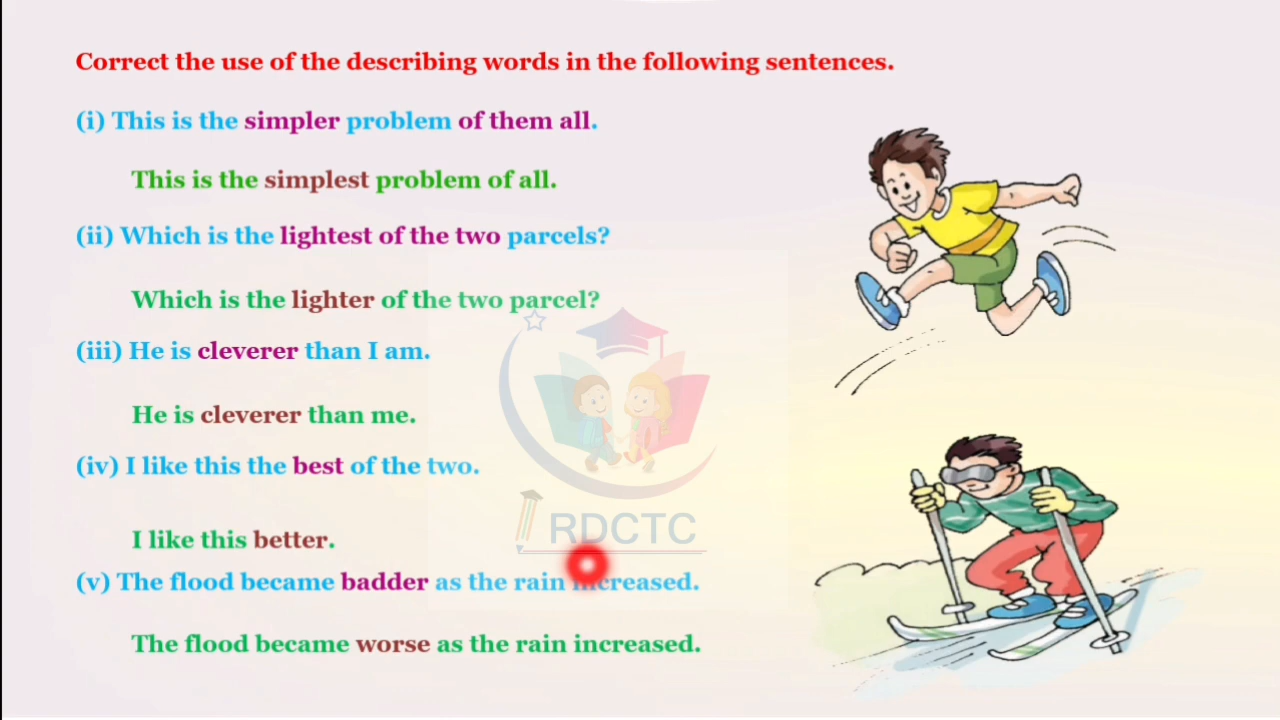 Correct the use of the describing words in the following sentences.
(i) This is the simpler problem of them all.
This is the simplest problem of all.
(ii) Which is the lightest of the two parcels?
Which is the lighter of the two parcel?
(iii) He is cleverer than I am.
He is cleverer than me.
(iv) I like this the best of the two.
RDCTC
I like this better.
(v) The flood became badder as the rain increased.
The flood became worse as the rain increased.